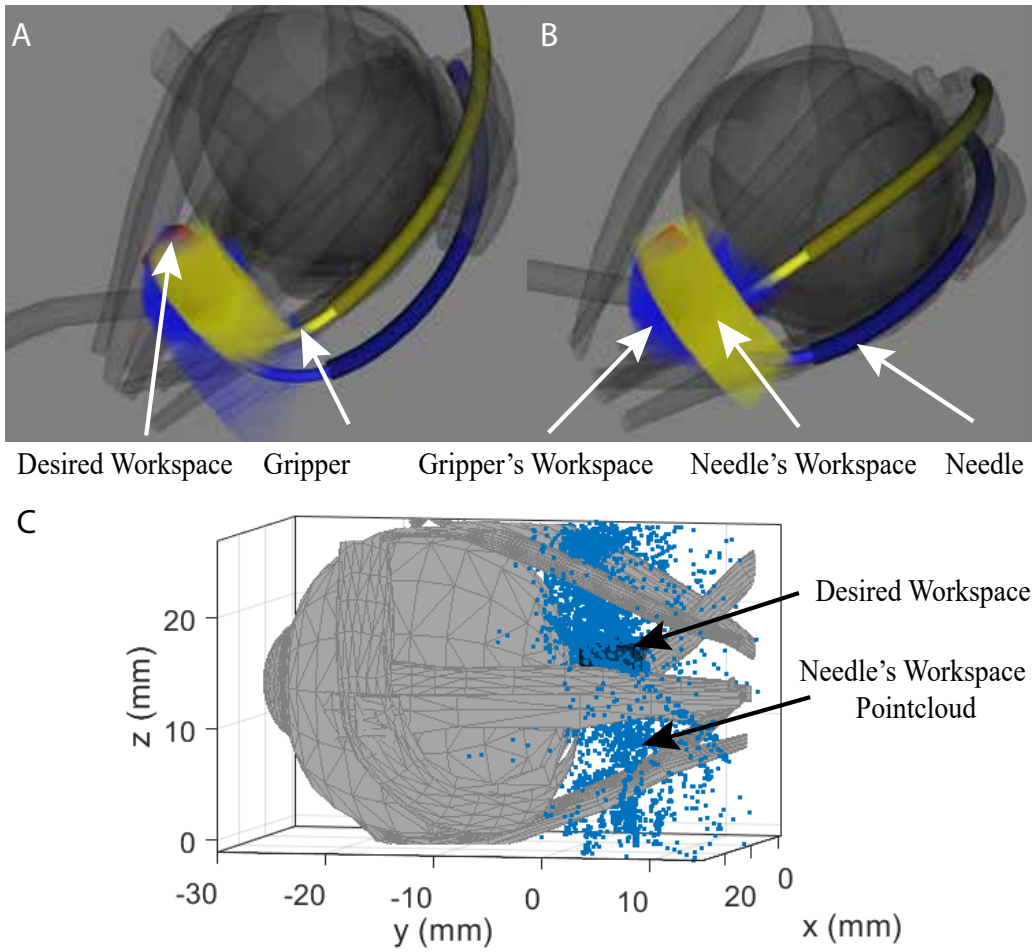 A
B
Desired Workspace
Gripper
Gripper's Workspace
Needle's Workspace
Needle
C
Desired Workspace
Needle's Workspace
Pointcloud
z (mm)
20
10
0
-30
-20
-10
0
10
20
0
y (mm)
x (mm)